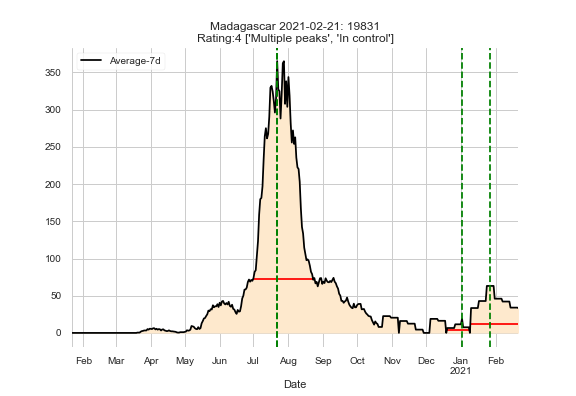 Madagascar 2021-02-21: 19831
Rating:4 ['Multiple peaks', 'In control']
Average-7d
350
300
250
200
150
100
50
0
Feb Mar Apr May Jun Jul Aug Sep Oct Nov Dec Jan Feb
2021
Date